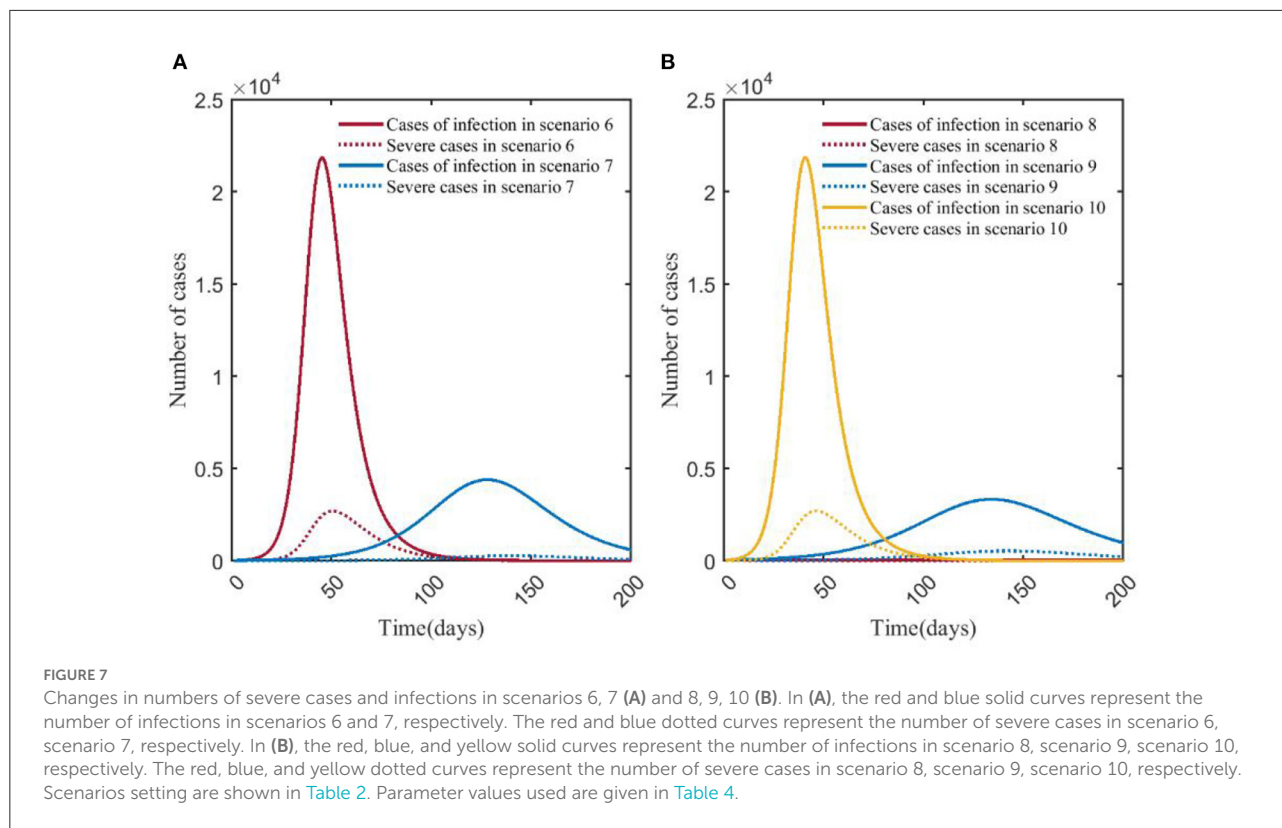 A
×10⁴
2.5
2
1.5
1
0.5
0
Number of cases
Cases of infection in scenario 6
Severe cases in scenario 6
Cases of infection in scenario 7
Severe cases in scenario 7
0 50 100 150 200
Time(days)
B
×10⁴
2.5
2
1.5
1
0.5
0
Number of cases
Cases of infection in scenario 8
Severe cases in scenario 8
Cases of infection in scenario 9
Severe cases in scenario 9
Cases of infection in scenario 10
Severe cases in scenario 10
0 50 100 150 200
Time(days)
FIGURE 7
Changes in numbers of severe cases and infections in scenarios 6, 7 (A) and 8, 9, 10 (B). In (A), the red and blue solid curves represent the
number of infections in scenarios 6 and 7, respectively. The red and blue dotted curves represent the number of severe cases in scenario 6,
scenario 7, respectively. In (B), the red, blue, and yellow solid curves represent the number of infections in scenario 8, scenario 9, scenario 10,
respectively. The red, blue, and yellow dotted curves represent the number of severe cases in scenario 8, scenario 9, scenario 10, respectively.
Scenarios setting are shown in Table 2. Parameter values used are given in Table 4.